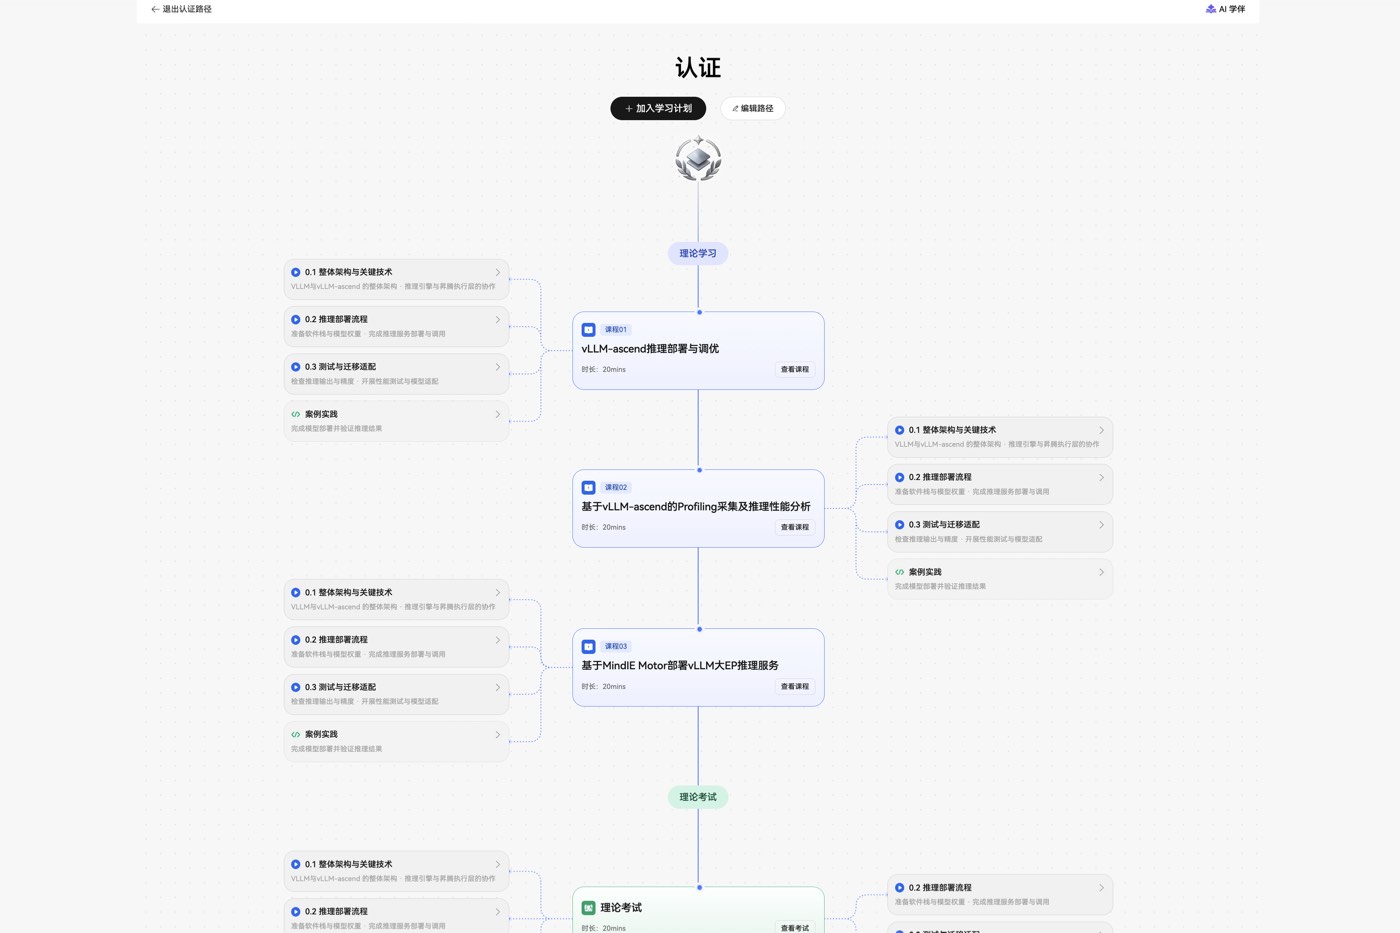 退出认证路径
AI 学伴
认证
加入学习计划
编辑路径
理论学习
0.1 整体架构与关键技术
VLLM与vLLM-ascend 的整体架构 · 推理引擎与昇腾执行层的协作
0.2 推理部署流程
准备软件栈与模型权重 · 完成推理服务部署与调用
0.3 测试与迁移适配
检查推理输出与精度 · 开展性能测试与模型适配
案例实践
完成模型部署并验证推理结果
课程01
vLLM-ascend推理部署与调优
时长: 20mins
查看课程
课程02
基于vLLM-ascend的Profiling采集及推理性能分析
时长: 20mins
查看课程
0.1 整体架构与关键技术
VLLM与vLLM-ascend 的整体架构 · 推理引擎与昇腾执行层的协作
0.2 推理部署流程
准备软件栈与模型权重 · 完成推理服务部署与调用
0.3 测试与迁移适配
检查推理输出与精度 · 开展性能测试与模型适配
案例实践
完成模型部署并验证推理结果
0.1 整体架构与关键技术
VLLM与vLLM-ascend 的整体架构 · 推理引擎与昇腾执行层的协作
0.2 推理部署流程
准备软件栈与模型权重 · 完成推理服务部署与调用
0.3 测试与迁移适配
检查推理输出与精度 · 开展性能测试与模型适配
案例实践
完成模型部署并验证推理结果
课程03
基于MindIE Motor部署vLLM大EP推理服务
时长: 20mins
查看课程
理论考试
0.1 整体架构与关键技术
VLLM与vLLM-ascend 的整体架构 · 推理引擎与昇腾执行层的协作
0.2 推理部署流程
准备软件栈与模型权重 · 完成推理服务部署与调用
理论考试
时长: 20mins
查看考试
0.2 推理部署流程
准备软件栈与模型权重 · 完成推理服务部署与调用
0.3 测试与迁移适配